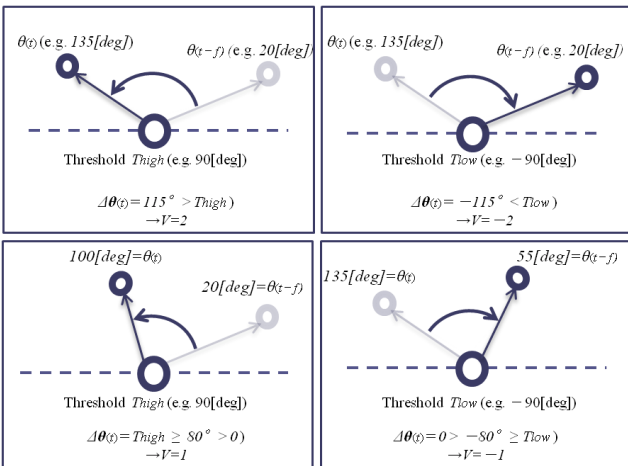 θ(t) (e.g. 135[deg])
θ(t−f) (e.g. 20[deg])
Threshold Thigh (e.g. 90[deg])
Δθ(t)＝115° > Thigh )
→V=2
θ(t) (e.g. 135[deg])
θ(t−f) (e.g. 20[deg])
Threshold Tlow (e.g. －90[deg])
Δθ(t)＝ －115° < Tlow )
→V=－2
100[deg]=θ(t)
20[deg]=θ(t−f)
Threshold Thigh (e.g. 90[deg])
Δθ(t)＝Thigh ≥ 80° > 0 )
→V=1
55[deg]=θ(t−f)
135[deg]=θ(t)
Threshold Tlow (e.g. －90[deg])
Δθ(t)＝0 > －80° ≥ Tlow )
→V=－1